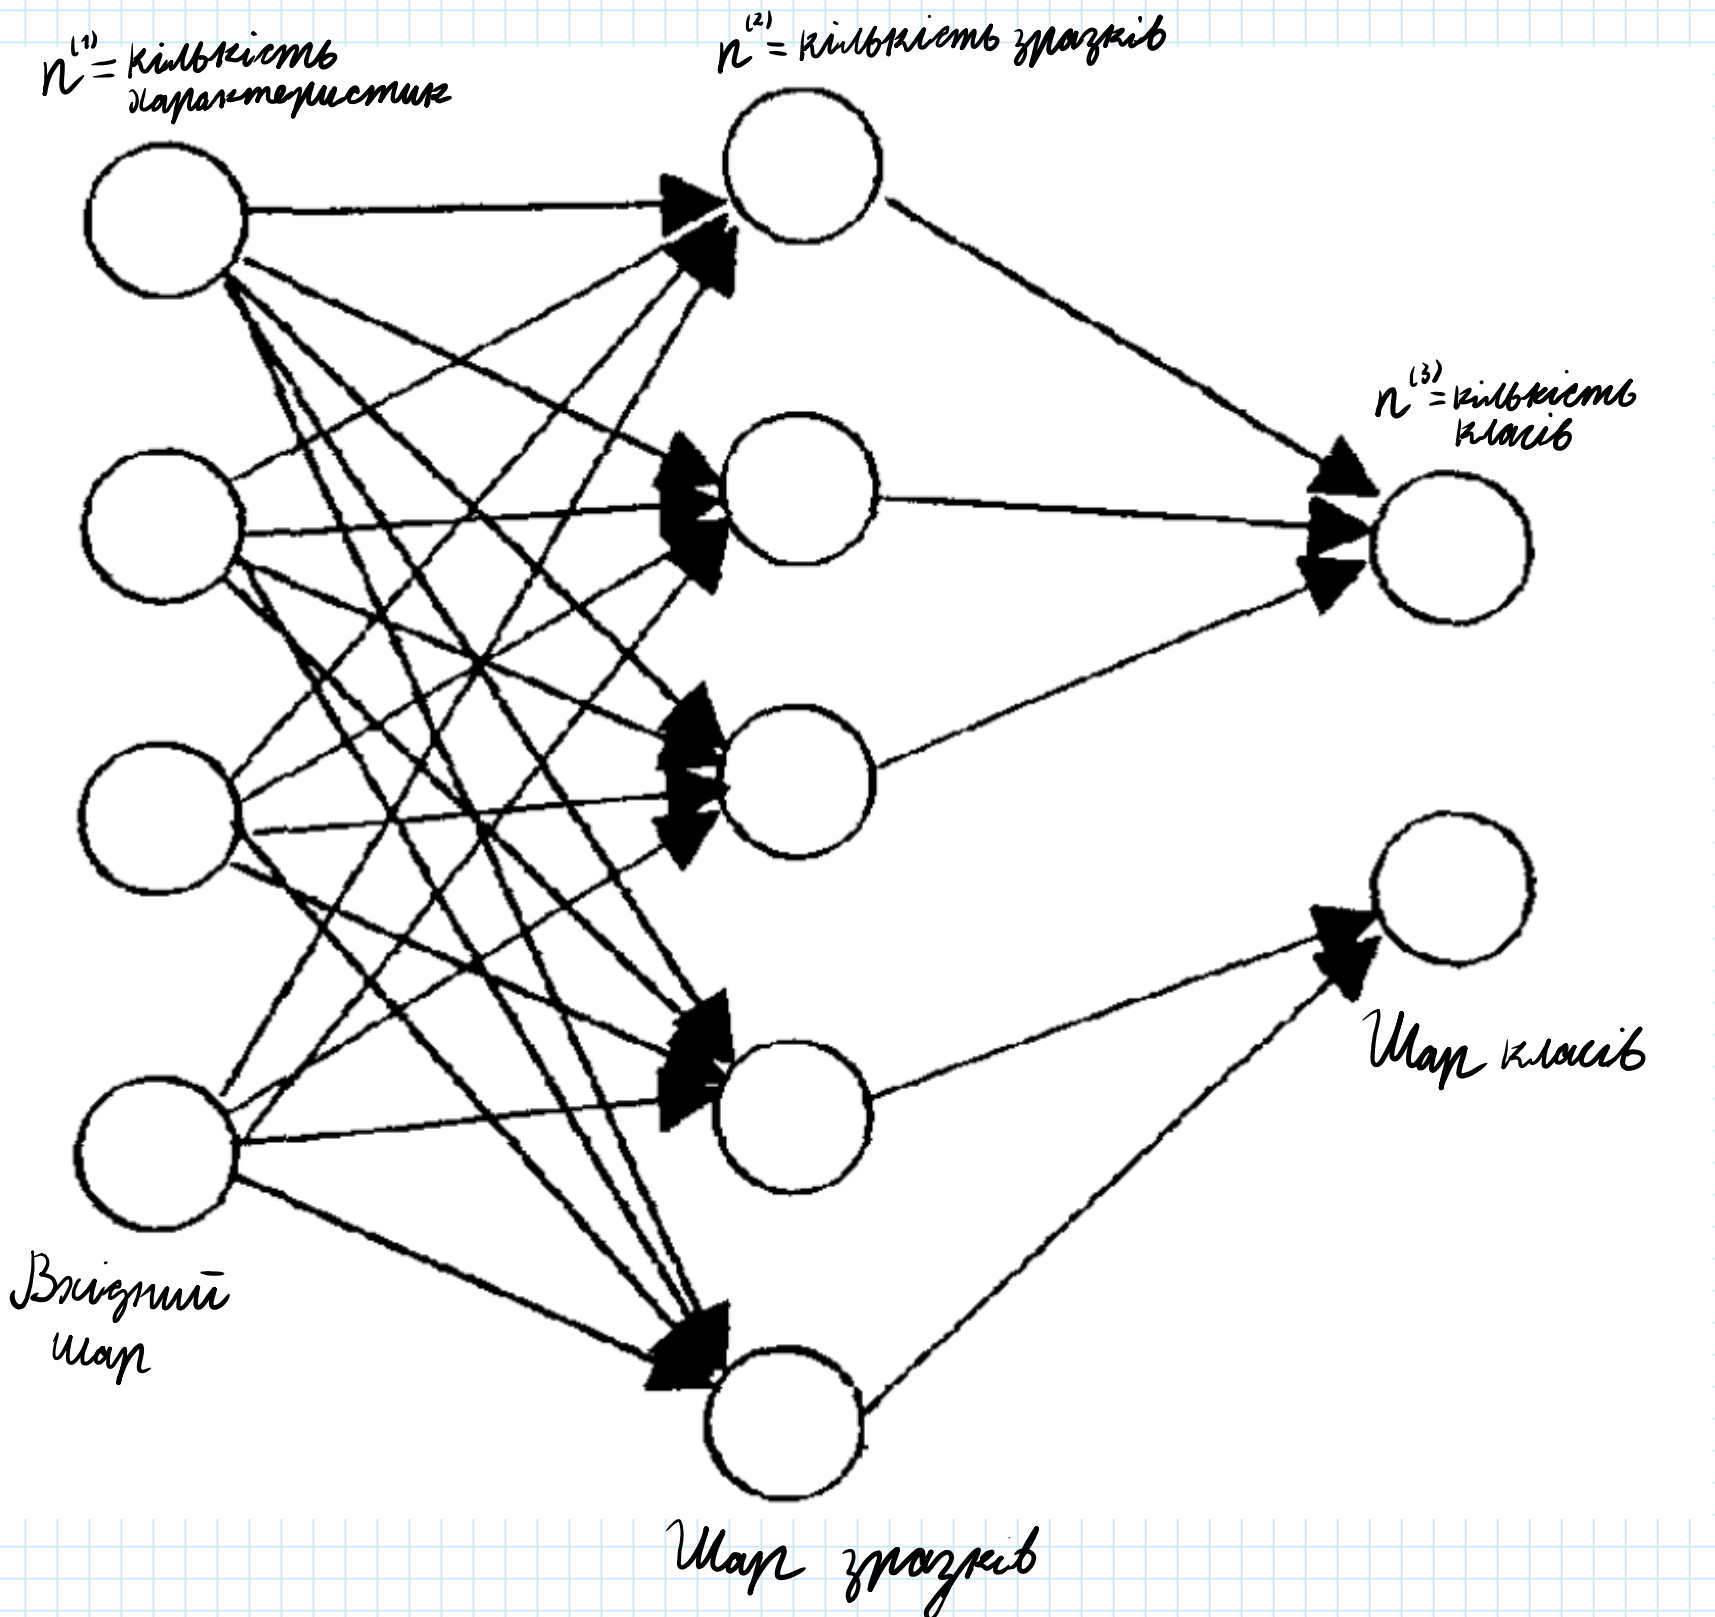 n⁽¹⁾ = кількість
характеристик
n⁽²⁾ = кількість зразків
n⁽³⁾ = кількість
класів
Шар класів
Вхідний
шар
Шар зразків